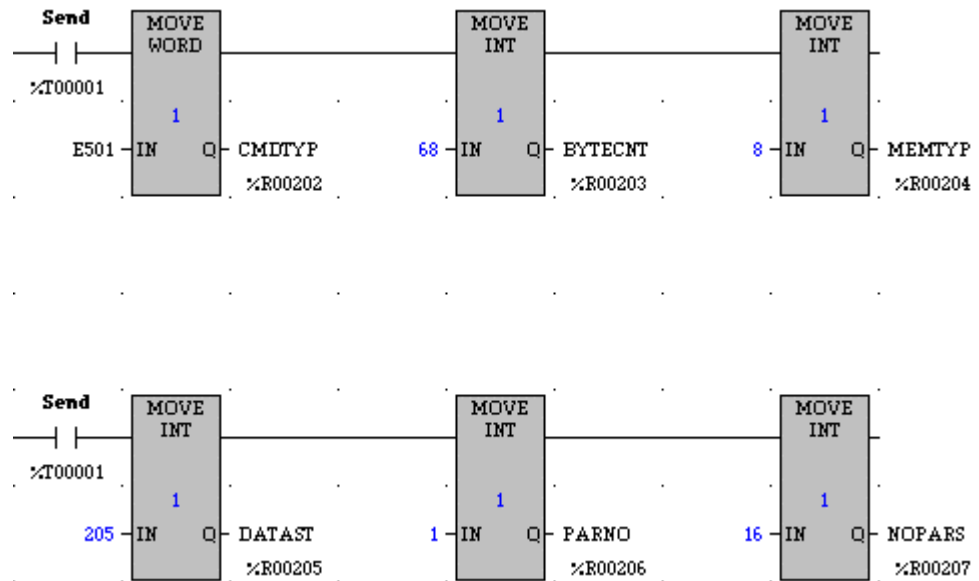 Send
MOVE WORD
MOVE INT
MOVE INT
%T00001
1
1
1
E501 IN Q CMDTYP
68 IN Q BYTECNT
8 IN Q MEMTYP
%R00202
%R00203
%R00204
Send
MOVE INT
MOVE INT
MOVE INT
%T00001
1
1
1
205 IN Q DATAST
1 IN Q PARNO
16 IN Q NOPARS
%R00205
%R00206
%R00207